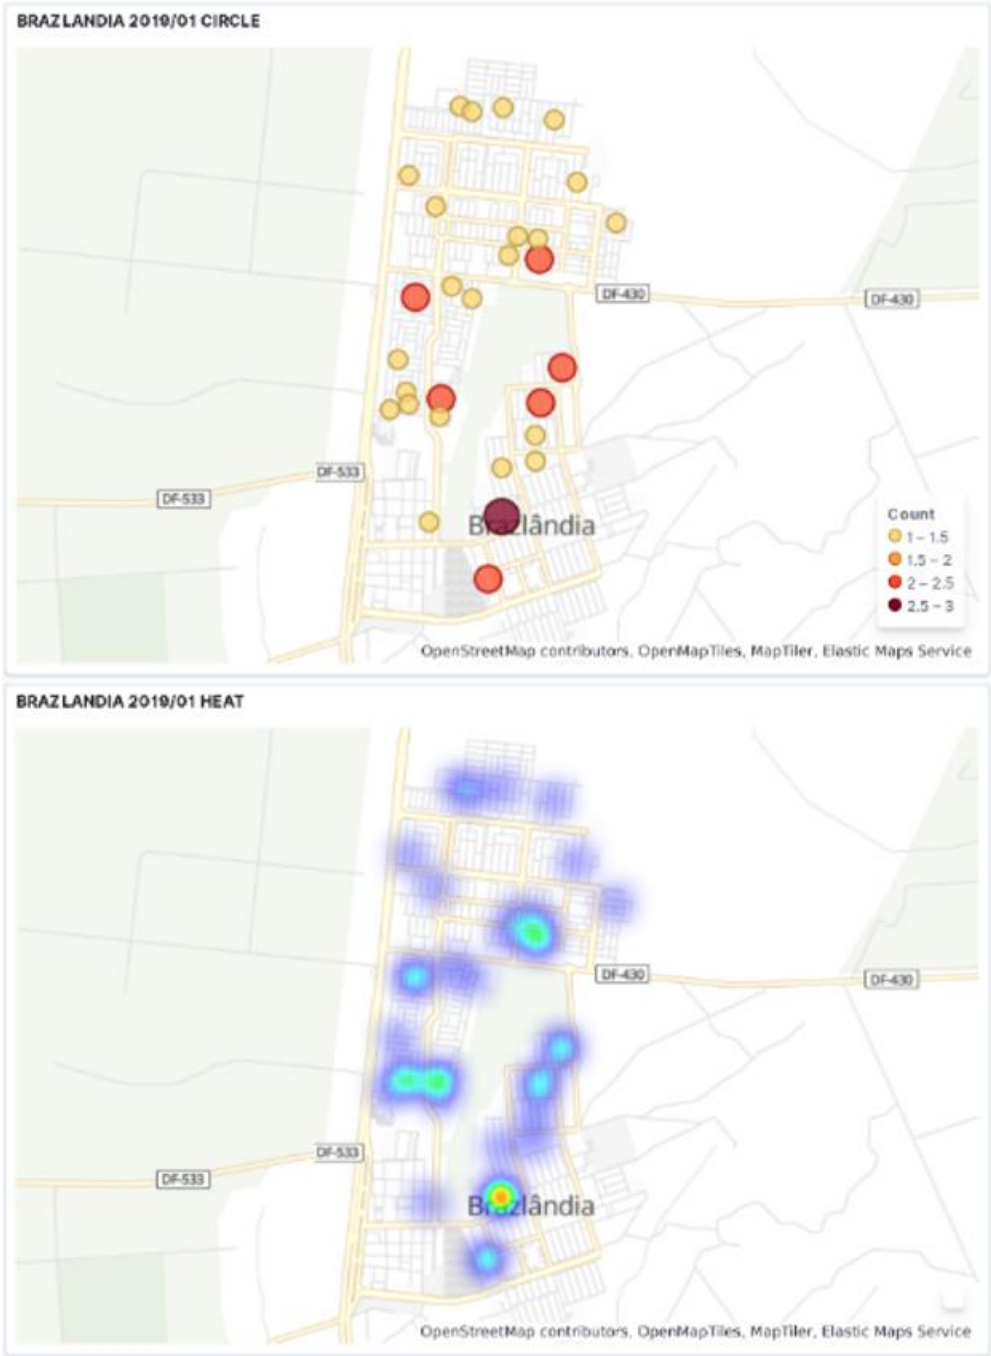 BRAZLANDIA 2019/01 CIRCLE
DF-430
DF-430
DF-533
DF-533
Brazlândia
Count
1 – 1.5
1.5 – 2
2 – 2.5
2.5 – 3
OpenStreetMap contributors, OpenMapTiles, MapTiler, Elastic Maps Service
BRAZLANDIA 2019/01 HEAT
DF-430
DF-430
DF-533
DF-533
Brazlândia
OpenStreetMap contributors, OpenMapTiles, MapTiler, Elastic Maps Service